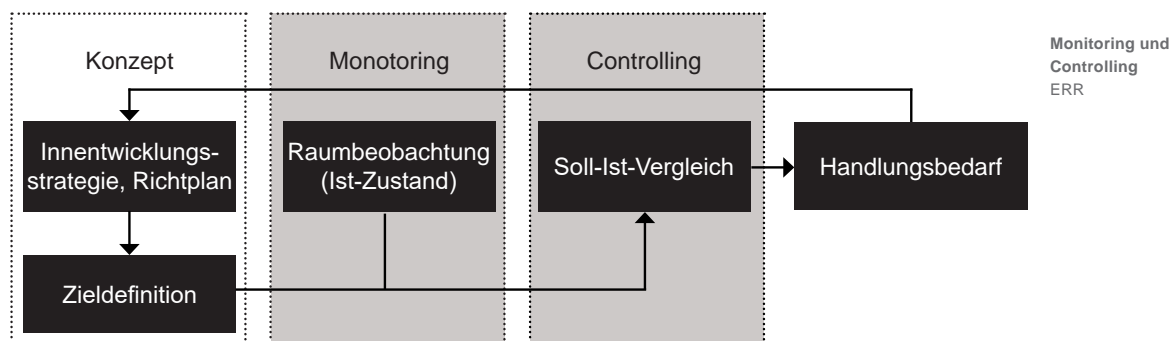 Konzept
Monotoring
Controlling
Monitoring und
Controlling
ERR
Innentwicklungs-
strategie, Richtplan
Raumbeobachtung
(Ist-Zustand)
Soll-Ist-Vergleich
Handlungsbedarf
Zieldefinition